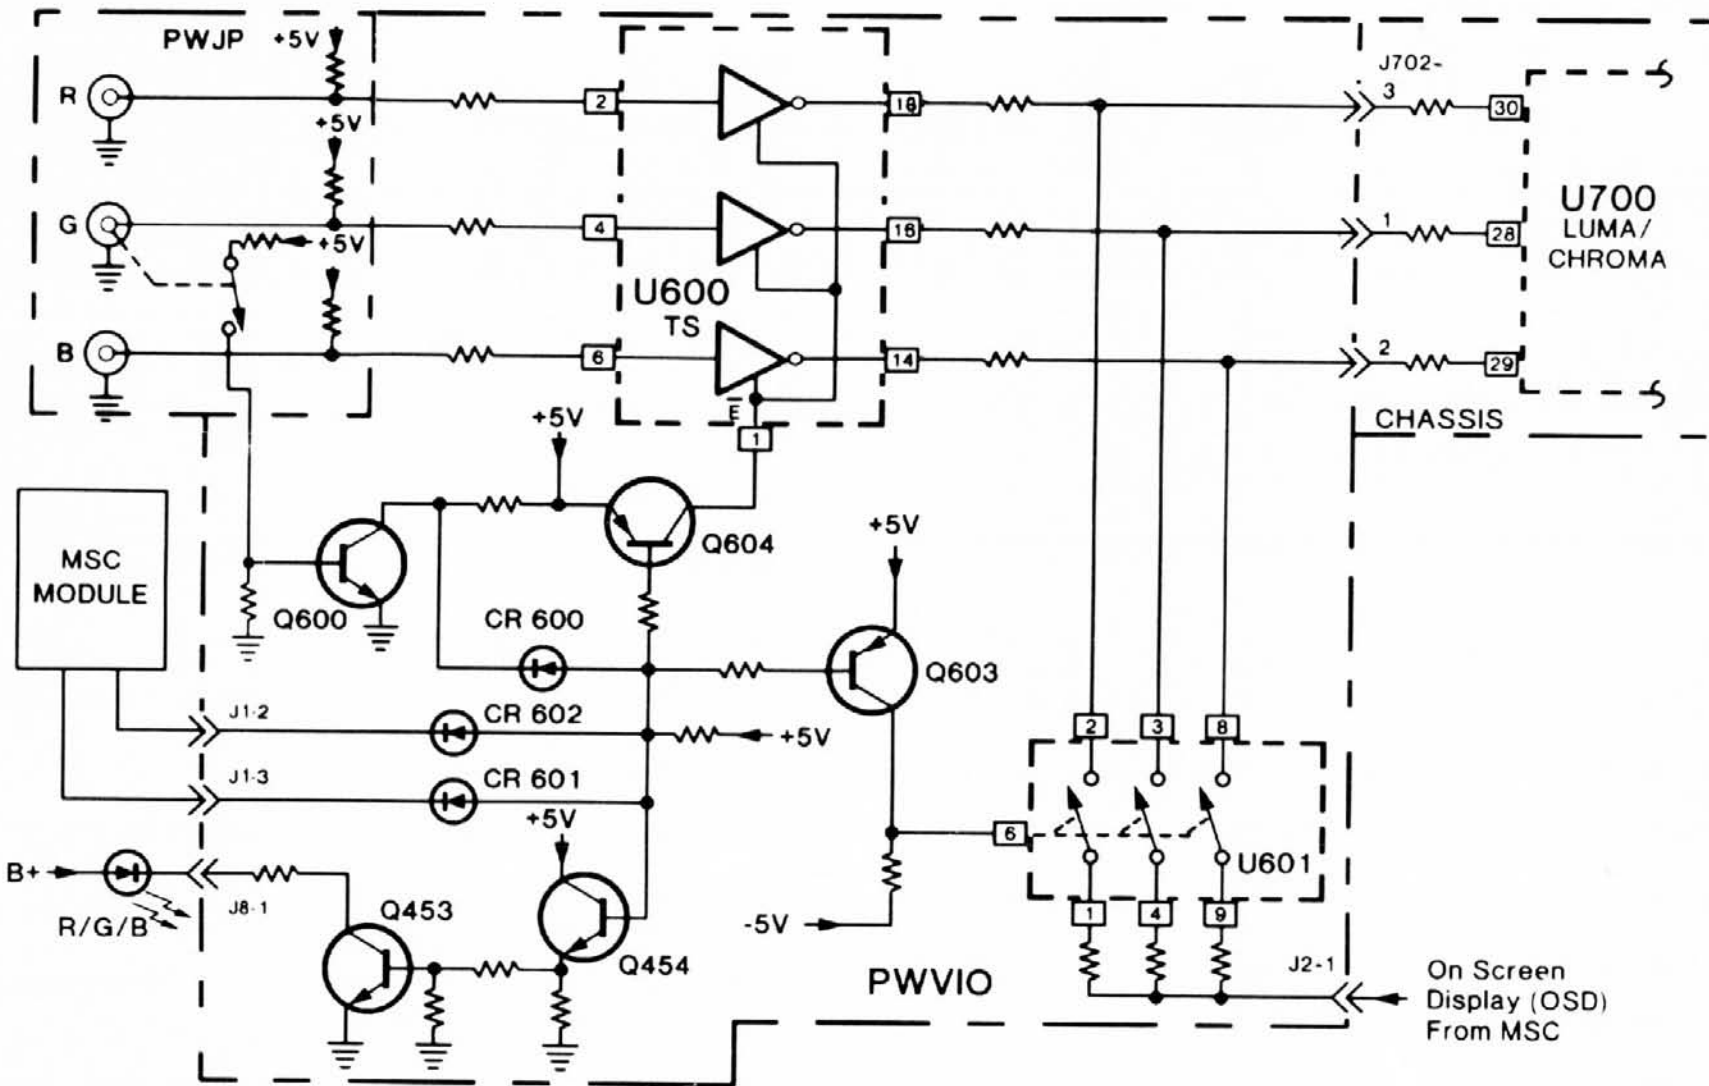 PWJP
+5V
R
+5V
2
18
J702-
3
30
G
+5V
4
16
1
28
U700
LUMA/
CHROMA
U600
TS
B
6
14
2
29
E
1
CHASSIS
+5V
MSC
MODULE
Q600
Q604
+5V
CR 600
Q603
J1-2
CR 602
+5V
J1-3
CR 601
+5V
2
3
8
6
U601
B+
R/G/B
J8-1
Q453
Q454
-5V
1
4
9
PWVIO
J2-1
On Screen
Display (OSD)
From MSC